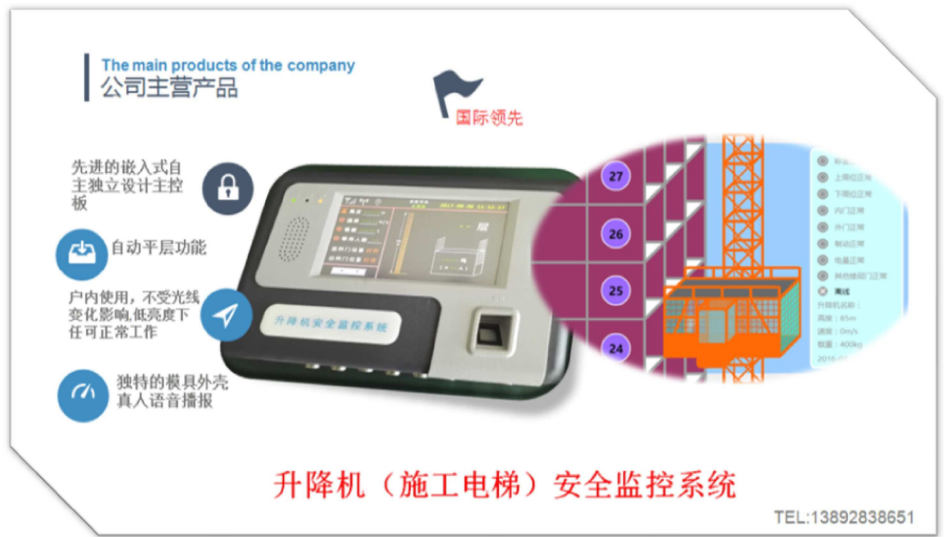 The main products of the company
公司主营产品
国际领先
先进的嵌入式自
主独立设计主控
板
自动平层功能
户内使用，不受光线
变化影响,低亮度下
任可正常工作
独特的模具外壳
真人语音播报
升降机安全监控系统
27
26
25
24
上限位正常
下限位正常
内门正常
外门正常
制动正常
电量正常
离线
升降机名称：
高度：65m
速度：0m/s
载重：400kg
升降机（施工电梯）安全监控系统
TEL:13892838651